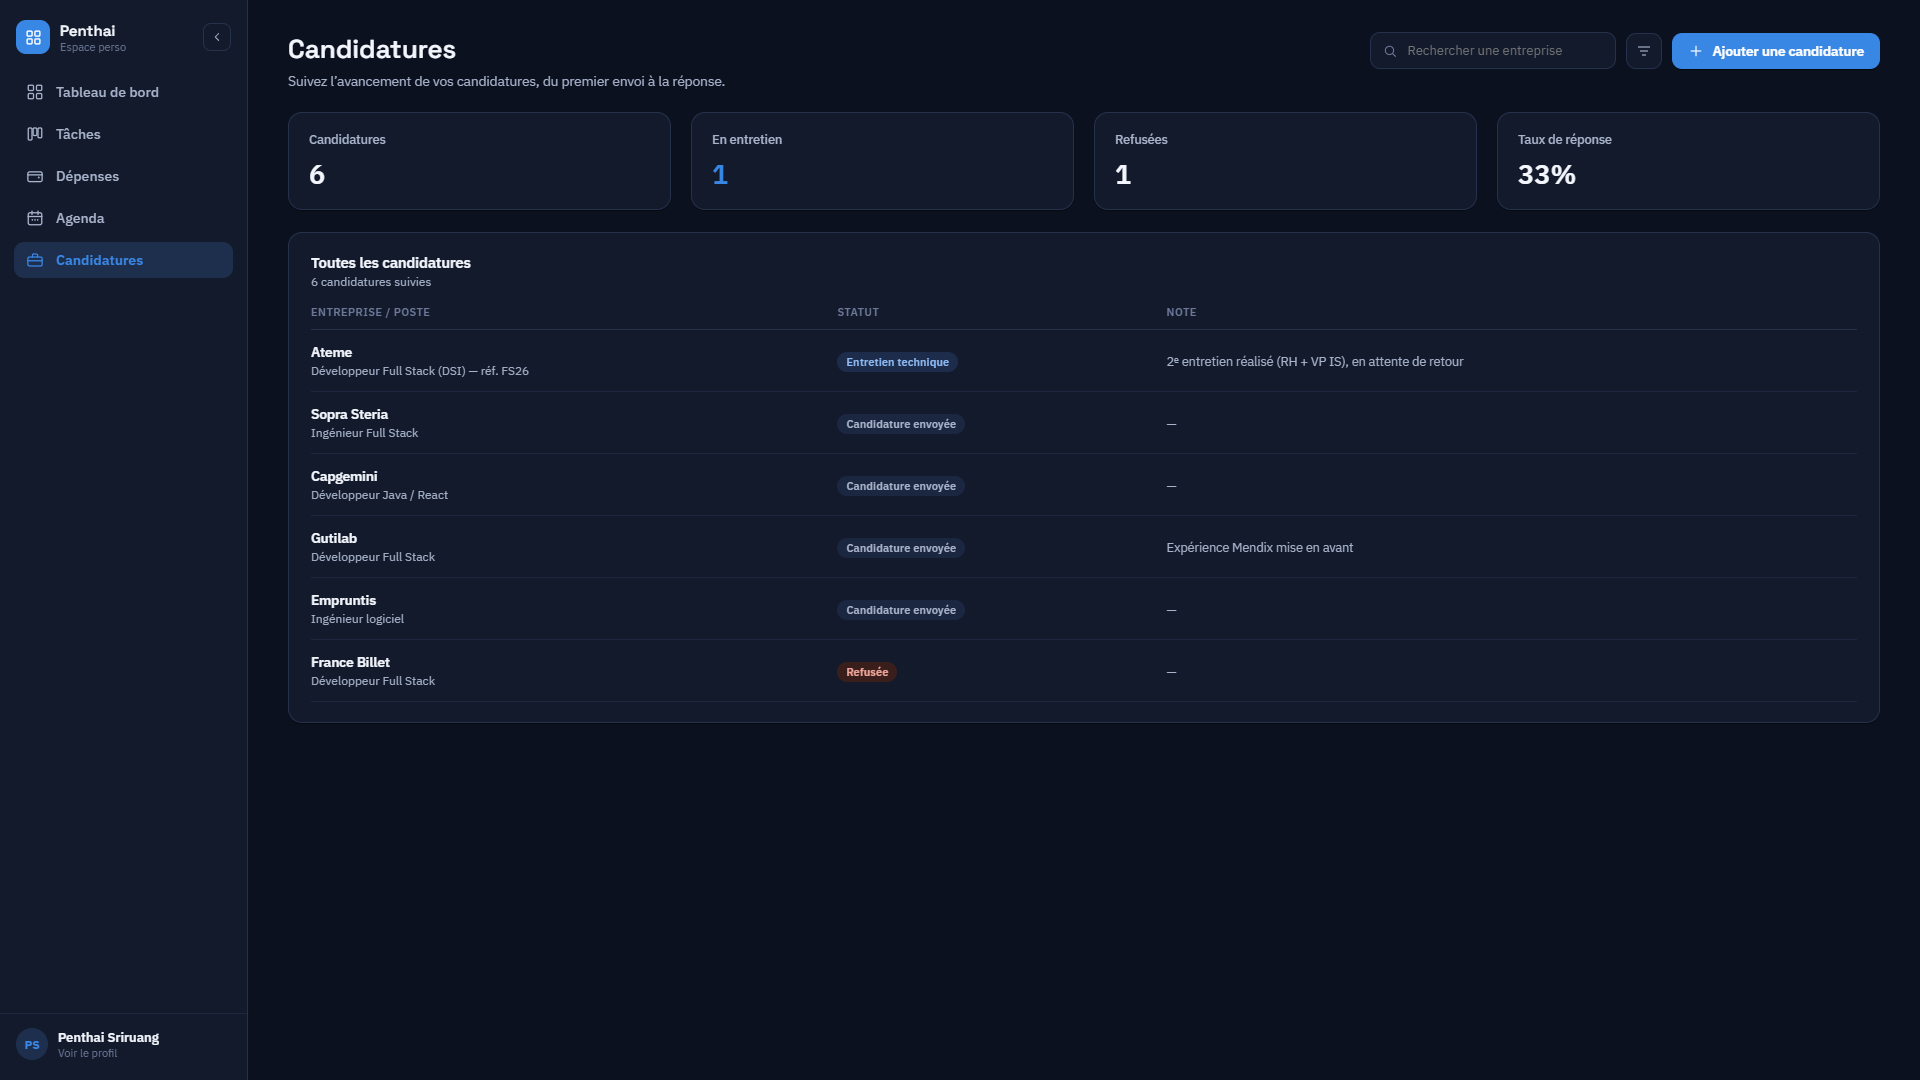 Penthai
Espace perso
Tableau de bord
Tâches
Dépenses
Agenda
Candidatures
Penthai Sriruang
PS
Voir le profil
Candidatures
Suivez l’avancement de vos candidatures, du premier envoi à la réponse.
Rechercher une entreprise
Ajouter une candidature
Candidatures
6
En entretien
1
Refusées
1
Taux de réponse
33%
Toutes les candidatures
6 candidatures suivies
ENTREPRISE / POSTE STATUT NOTE
Ateme
Développeur Full Stack (DSI) — réf. FS26
Entretien technique
2ᵉ entretien réalisé (RH + VP IS), en attente de retour
Sopra Steria
Ingénieur Full Stack
Candidature envoyée
—
Capgemini
Développeur Java / React
Candidature envoyée
—
Gutilab
Développeur Full Stack
Candidature envoyée
Expérience Mendix mise en avant
Empruntis
Ingénieur logiciel
Candidature envoyée
—
France Billet
Développeur Full Stack
Refusée
—